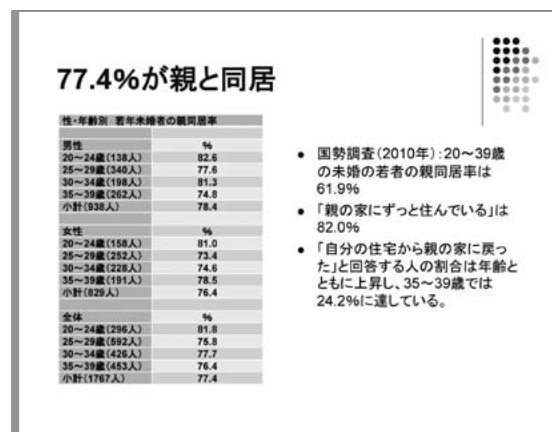 77.4%が親と同居
性・年齢別 若年未婚者の親同居率
男性 %
20～24歳(138人) 82.6
25～29歳(340人) 77.6
30～34歳(198人) 81.3
35～39歳(262人) 74.8
小計(938人) 78.4
女性 %
20～24歳(158人) 81.0
25～29歳(252人) 73.4
30～34歳(228人) 74.6
35～39歳(191人) 78.5
小計(829人) 76.4
全体 %
20～24歳(296人) 81.8
25～29歳(592人) 75.8
30～34歳(426人) 77.7
35～39歳(453人) 76.4
小計(1767人) 77.4
● 国勢調査(2010年):20～39歳
の未婚の若者の親同居率は
61.9%
● 「親の家にずっと住んでいる」は
82.0%
● 「自分の住宅から親の家に戻っ
た」と回答する人の割合は年齢と
ともに上昇し、35～39歳では
24.2%に達している。